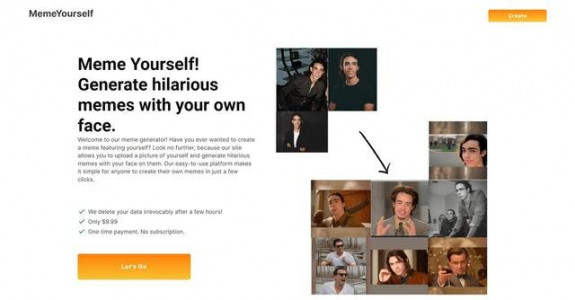 MemeYourself
Create
Meme Yourself!
Generate hilarious
memes with your own
face.
Welcome to our meme generator! Have you ever wanted to create
a meme featuring yourself? Look no further, because our site
allows you to upload a picture of yourself and generate hilarious
memes with your face on them. Our easy-to-use platform makes
it simple for anyone to create their own memes in just a few
clicks.
We delete your data irrevocably after a few hours!
Only $9.99
One time payment. No subscription.
Let's Go